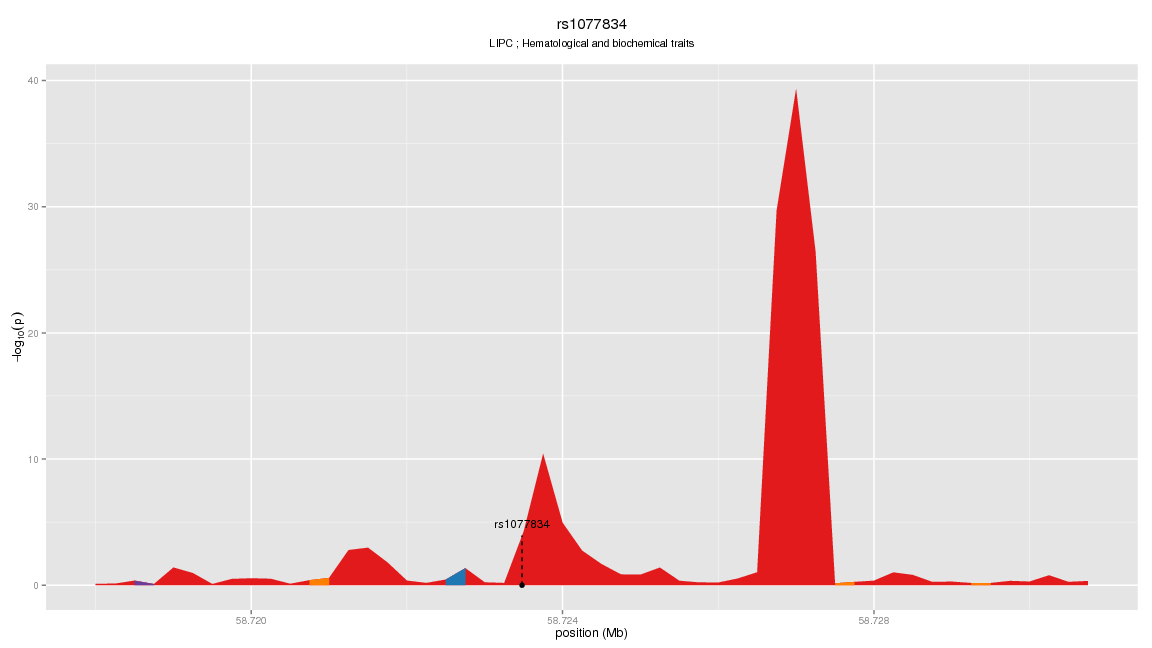 rs1077834
LIPC ; Hematological and biochemical traits
40
30
20
10
0
−log10(p)
rs1077834
58.720
58.724
58.728
position (Mb)